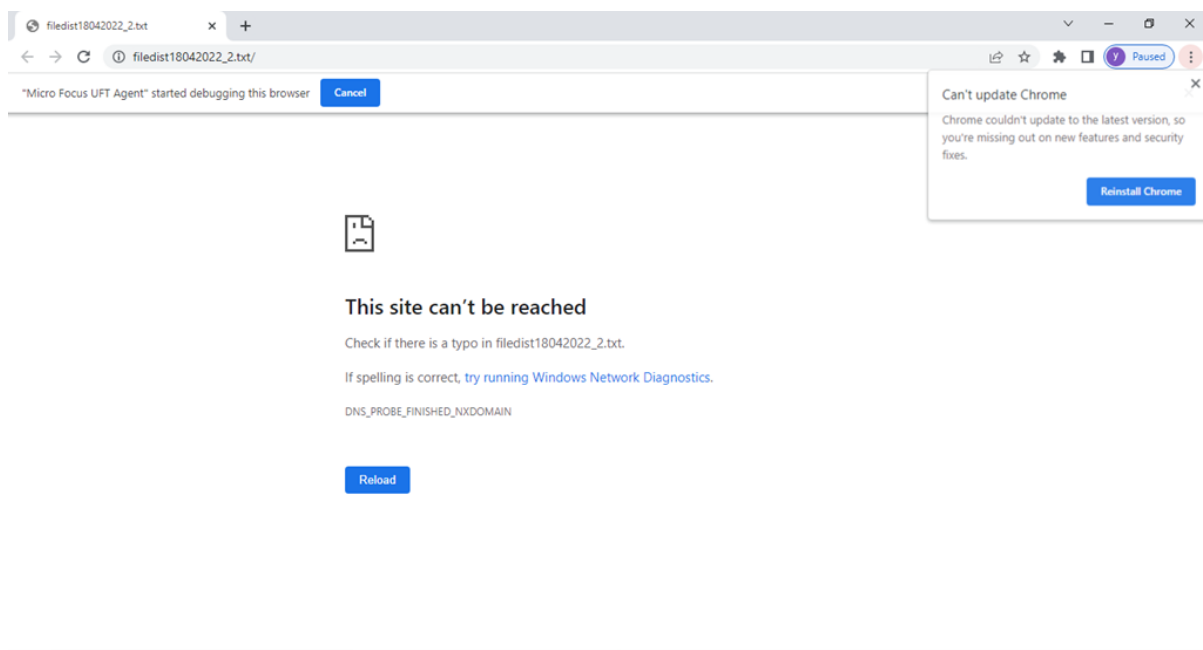 filedist18042022_2.txt
filedist18042022_2.txt/
y Paused
"Micro Focus UFT Agent" started debugging this browser Cancel
Can't update Chrome
Chrome couldn't update to the latest version, so
you're missing out on new features and security
fixes.
Reinstall Chrome
This site can't be reached
Check if there is a typo in filedist18042022_2.txt.
If spelling is correct, try running Windows Network Diagnostics.
DNS_PROBE_FINISHED_NXDOMAIN
Reload